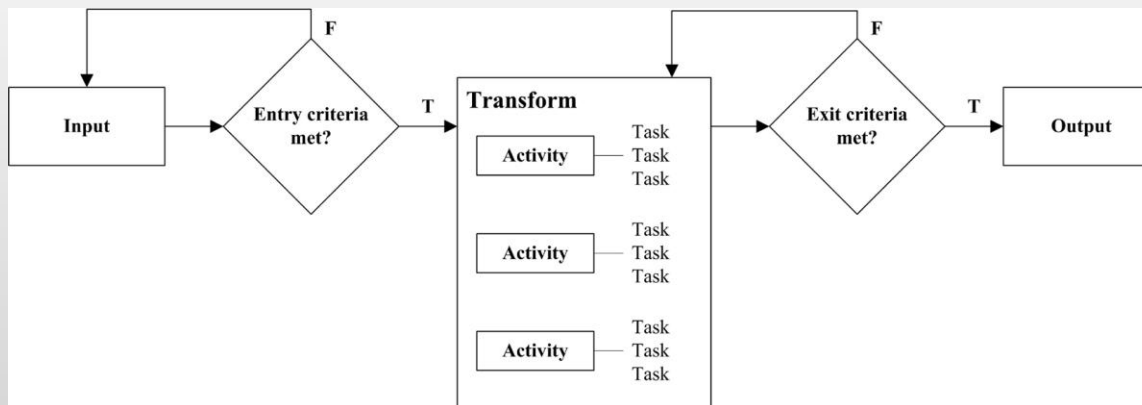 F
F
Transform
Input
Entry criteria
met?
T
Exit criteria
met?
T
Output
Activity
Task
Task
Task
Activity
Task
Task
Task
Activity
Task
Task
Task